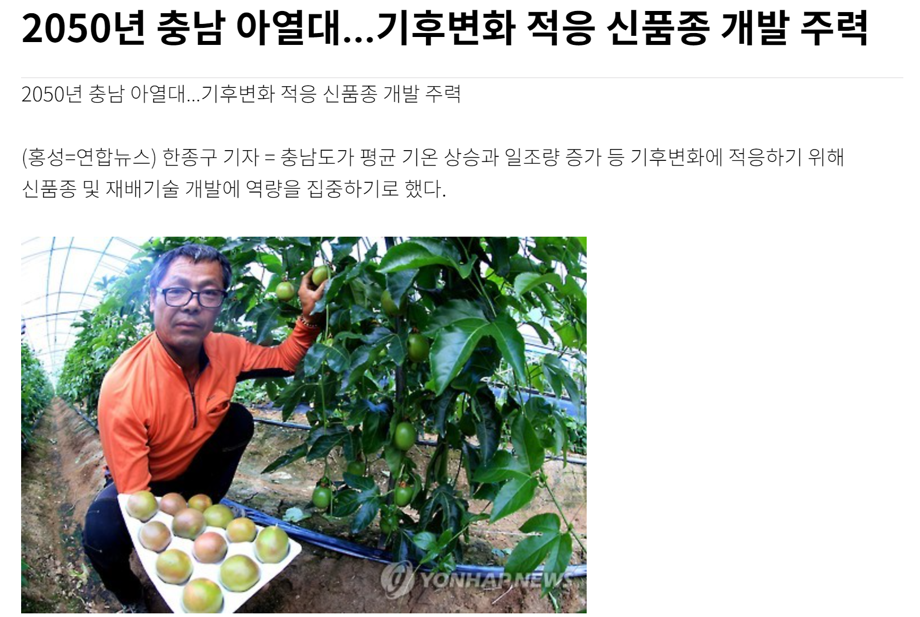 2050년 충남 아열대...기후변화 적응 신품종 개발 주력
2050년 충남 아열대...기후변화 적응 신품종 개발 주력
(홍성=연합뉴스) 한종구 기자 = 충남도가 평균 기온 상승과 일조량 증가 등 기후변화에 적응하기 위해
신품종 및 재배기술 개발에 역량을 집중하기로 했다.
YONHAP NEWS